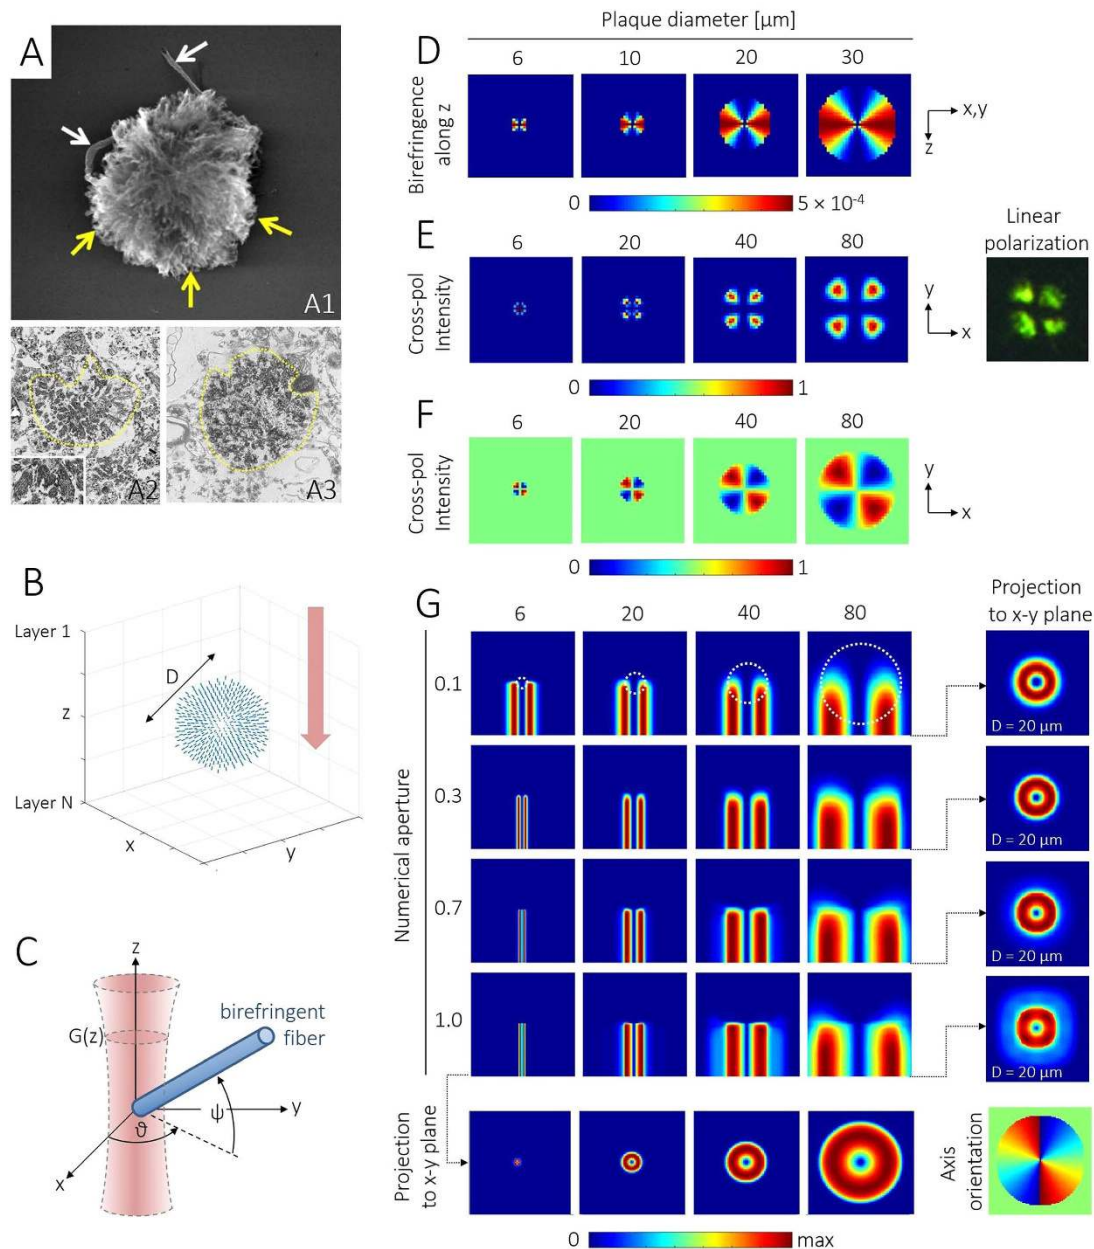 A
A1
A2
A3
B
Layer 1
D
z
Layer N
x
y
C
z
G(z)
birefringent
fiber
ψ
y
ϑ
x
Plaque diameter [µm]
D
6 10 20 30
Birefringence
along z
x,y
z
0 5 × 10⁻⁴
E
6 20 40 80
Cross-pol
Intensity
y
x
0 1
Linear
polarization
F
6 20 40 80
Cross-pol
Intensity
y
x
0 1
G
6 20 40 80
Projection
to x-y plane
Numerical aperture
0.1
D = 20 µm
0.3
D = 20 µm
0.7
D = 20 µm
1.0
D = 20 µm
Projection
to x-y plane
Axis
orientation
0 max